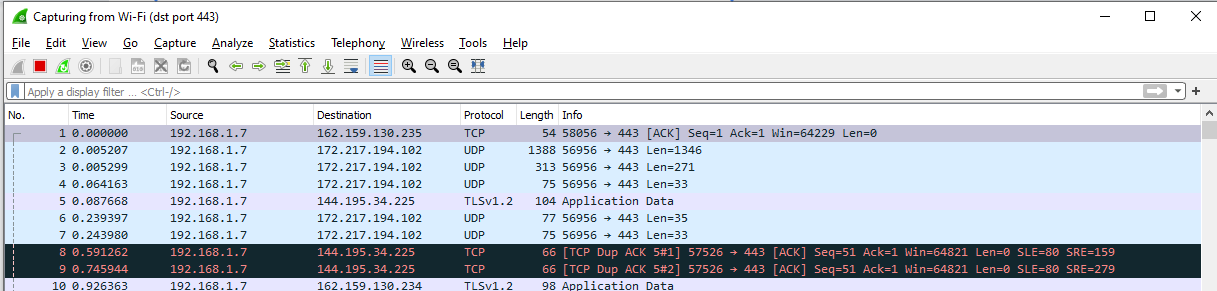 Capturing from Wi-Fi (dst port 443)
File Edit View Go Capture Analyze Statistics Telephony Wireless Tools Help
Apply a display filter ... <Ctrl-/>
No. Time Source Destination Protocol Length Info
1 0.000000 192.168.1.7 162.159.130.235 TCP 54 58056 → 443 [ACK] Seq=1 Ack=1 Win=64229 Len=0
2 0.005207 192.168.1.7 172.217.194.102 UDP 1388 56956 → 443 Len=1346
3 0.005299 192.168.1.7 172.217.194.102 UDP 313 56956 → 443 Len=271
4 0.064163 192.168.1.7 172.217.194.102 UDP 75 56956 → 443 Len=33
5 0.087668 192.168.1.7 144.195.34.225 TLSv1.2 104 Application Data
6 0.239397 192.168.1.7 172.217.194.102 UDP 77 56956 → 443 Len=35
7 0.243980 192.168.1.7 172.217.194.102 UDP 75 56956 → 443 Len=33
8 0.591262 192.168.1.7 144.195.34.225 TCP 66 [TCP Dup ACK 5#1] 57526 → 443 [ACK] Seq=51 Ack=1 Win=64821 Len=0 SLE=80 SRE=159
9 0.745944 192.168.1.7 144.195.34.225 TCP 66 [TCP Dup ACK 5#2] 57526 → 443 [ACK] Seq=51 Ack=1 Win=64821 Len=0 SLE=80 SRE=279
10 0.926363 192.168.1.7 162.159.130.234 TLSv1.2 98 Application Data